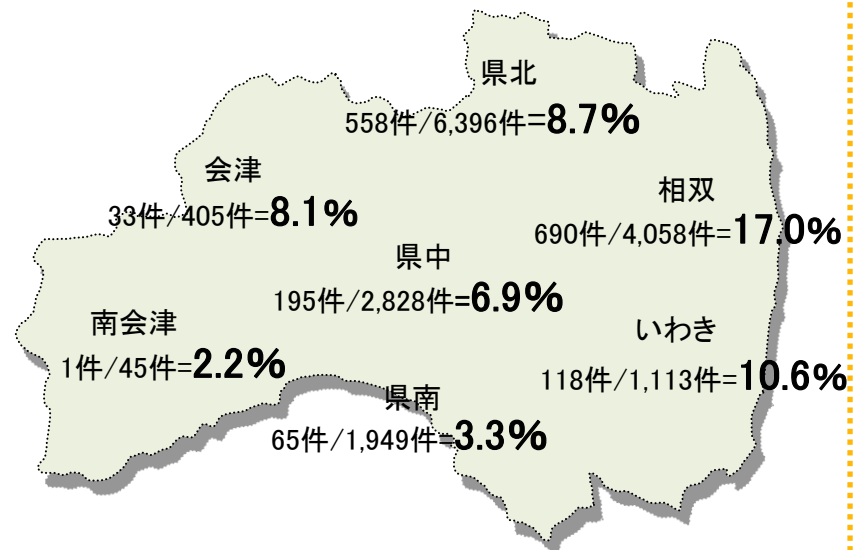 県北
558件/6,396件=8.7%
会津
33件/405件=8.1%
相双
690件/4,058件=17.0%
県中
195件/2,828件=6.9%
南会津
1件/45件=2.2%
いわき
118件/1,113件=10.6%
県南
65件/1,949件=3.3%